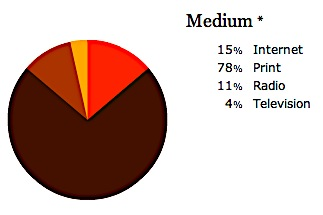 Medium *
15% Internet
78% Print
11% Radio
4% Television